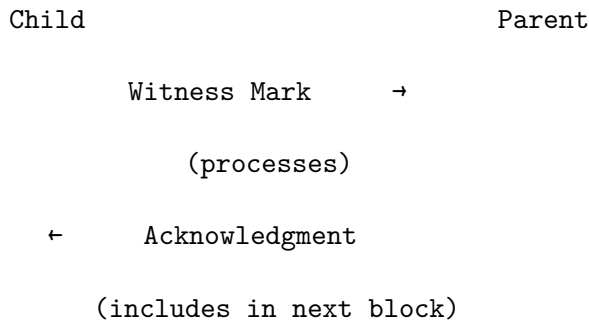 Child Parent
Witness Mark →
(processes)
← Acknowledgment
(includes in next block)